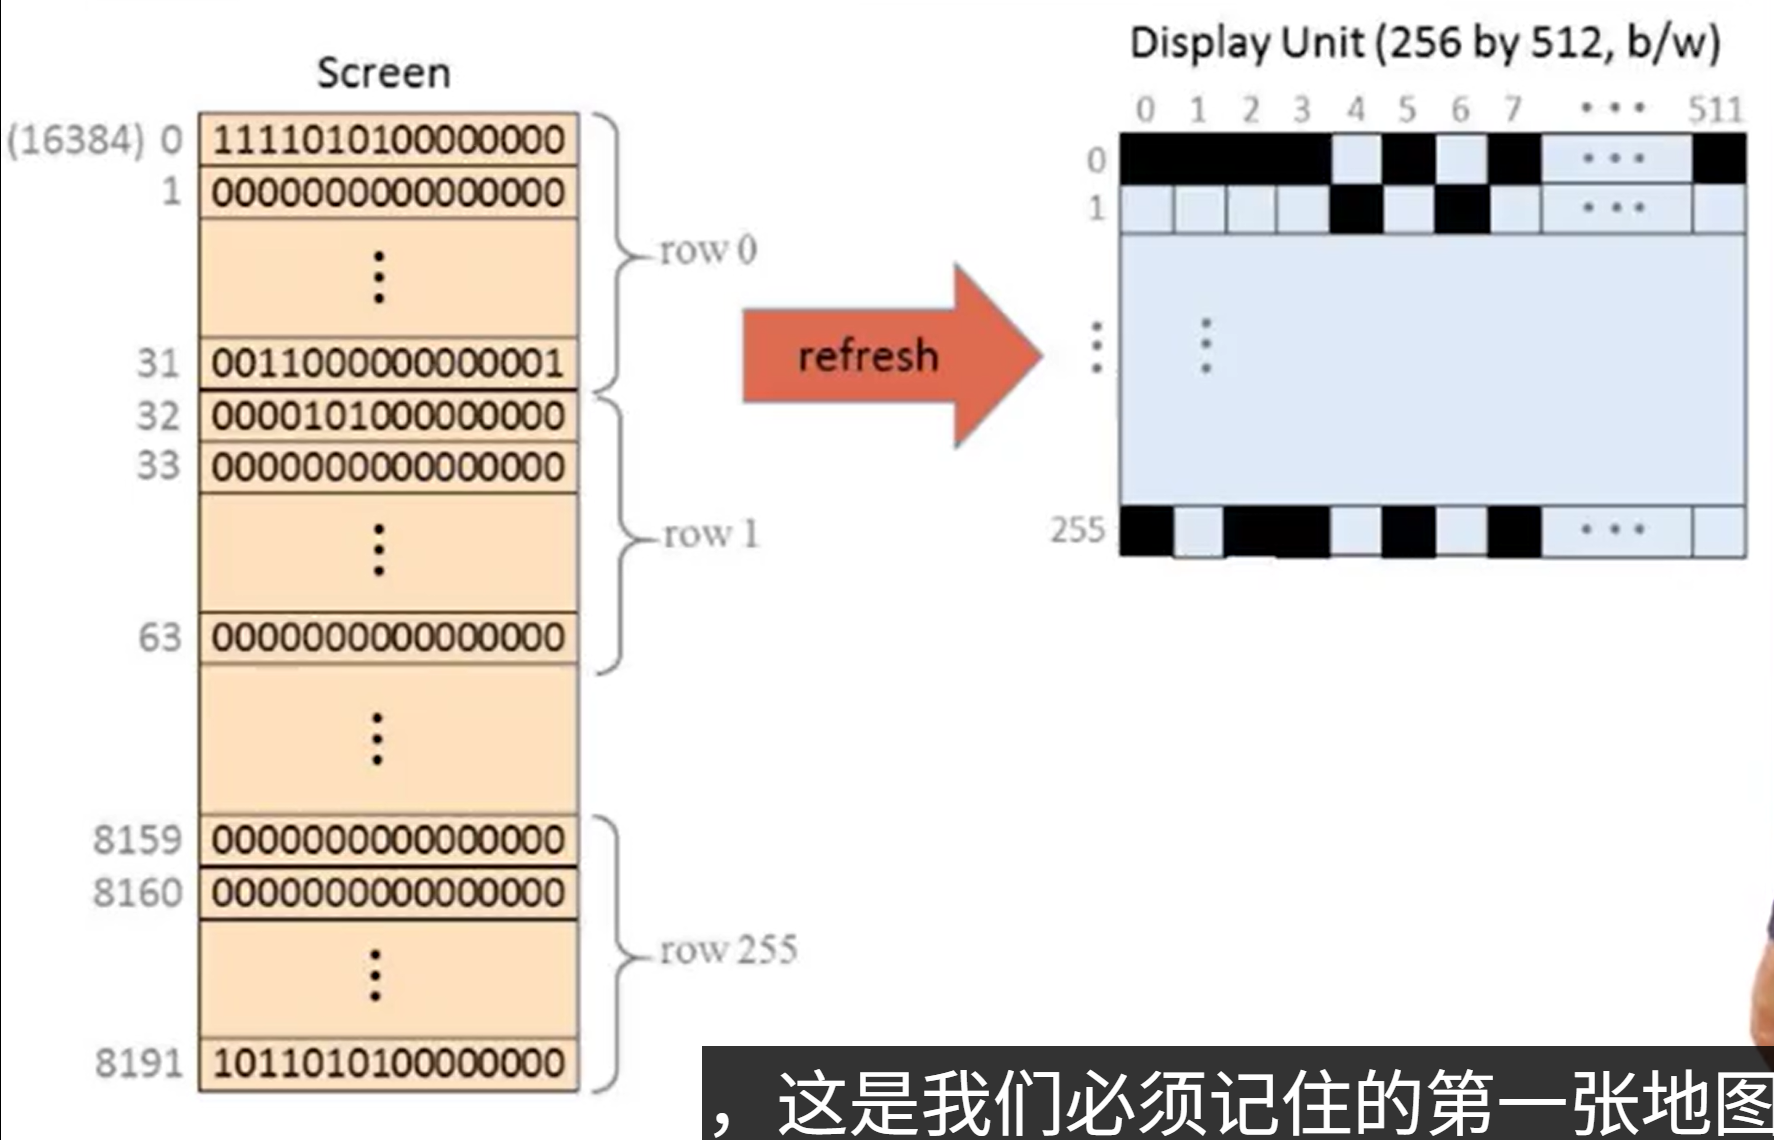 Screen
(16384) 0 1111010100000000
1 0000000000000000
31 0011000000000001
row 0
32 0000101000000000
33 0000000000000000
63 0000000000000000
row 1
8159 0000000000000000
8160 0000000000000000
8191 1011010100000000
row 255
refresh
Display Unit (256 by 512, b/w)
0 1 2 3 4 5 6 7 ••• 511
0 •••
1 •••
255 •••
，这是我们必须记住的第一张地图